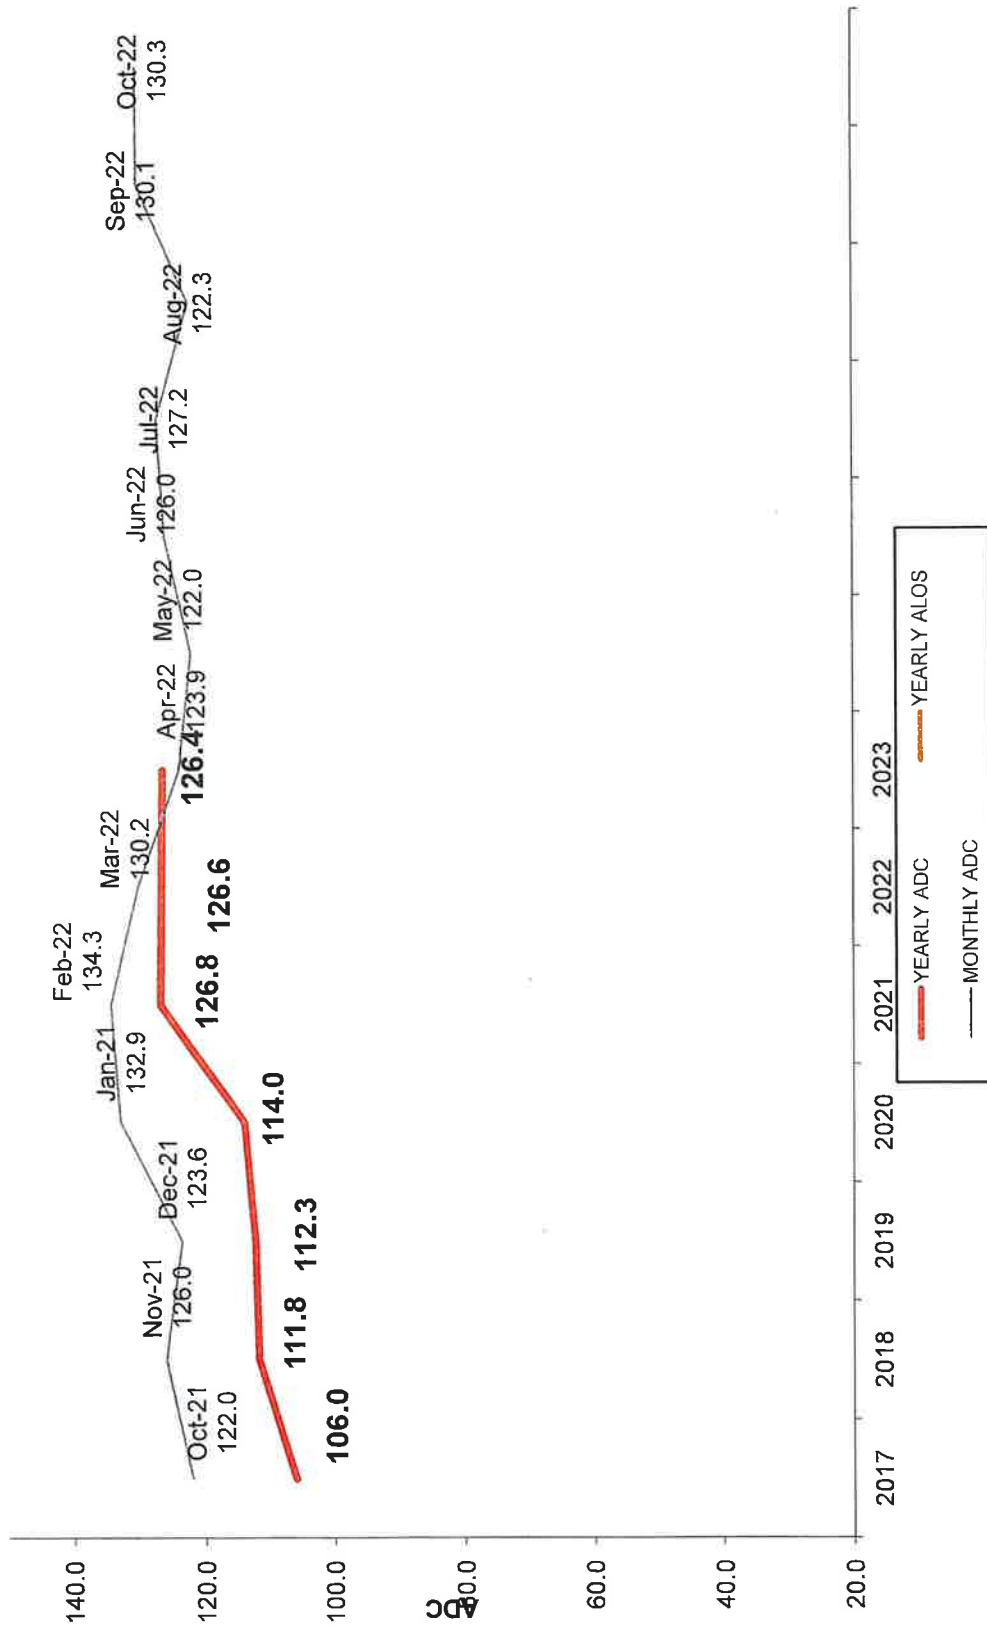 140.0
120.0
100.0
80.0
60.0
40.0
20.0
ADC
Oct-21
122.0
Nov-21
126.0
Dec-21
123.6
Jan-21
132.9
Feb-22
134.3
Mar-22
130.2
Apr-22
123.9
May-22
122.0
Jun-22
126.0
Jul-22
127.2
Aug-22
122.3
Sep-22
130.1
Oct-22
130.3
106.0
111.8
112.3
114.0
126.8
126.6
126.4
2017
2018
2019
2020
2021
2022
2023
YEARLY ADC
YEARLY ALOS
MONTHLY ADC